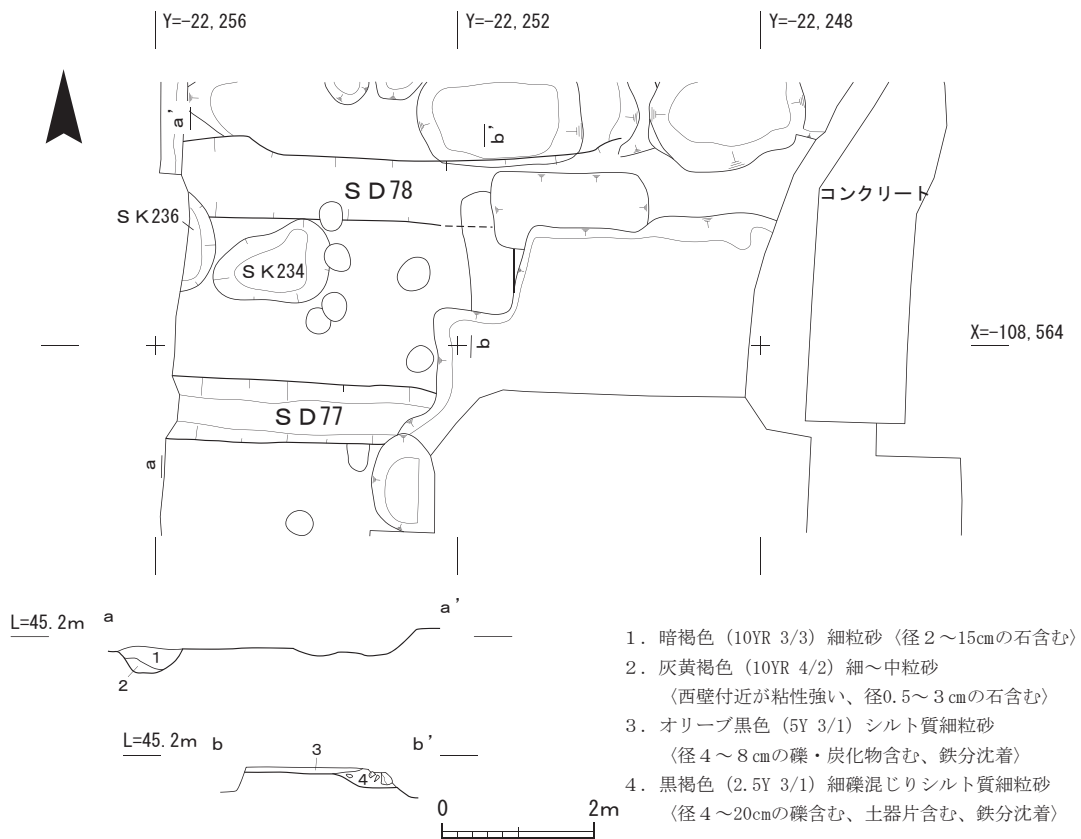 Y=-22,256
Y=-22,252
Y=-22,248
a'
b'
SD78
コンクリート
SK236
SK234
X=-108,564
b
SD77
a
L=45.2m
a
a'
1
2
L=45.2m
b
3
b'
4
0
2m
1. 暗褐色（10YR 3/3）細粒砂〈径2～15cmの石含む〉
2. 灰黄褐色（10YR 4/2）細～中粒砂
〈西壁付近が粘性強い、径0.5～3cmの石含む〉
3. オリーブ黒色（5Y 3/1）シルト質細粒砂
〈径4～8cmの礫・炭化物含む、鉄分沈着〉
4. 黒褐色（2.5Y 3/1）細礫混じりシルト質細粒砂
〈径4～20cmの礫含む、土器片含む、鉄分沈着〉